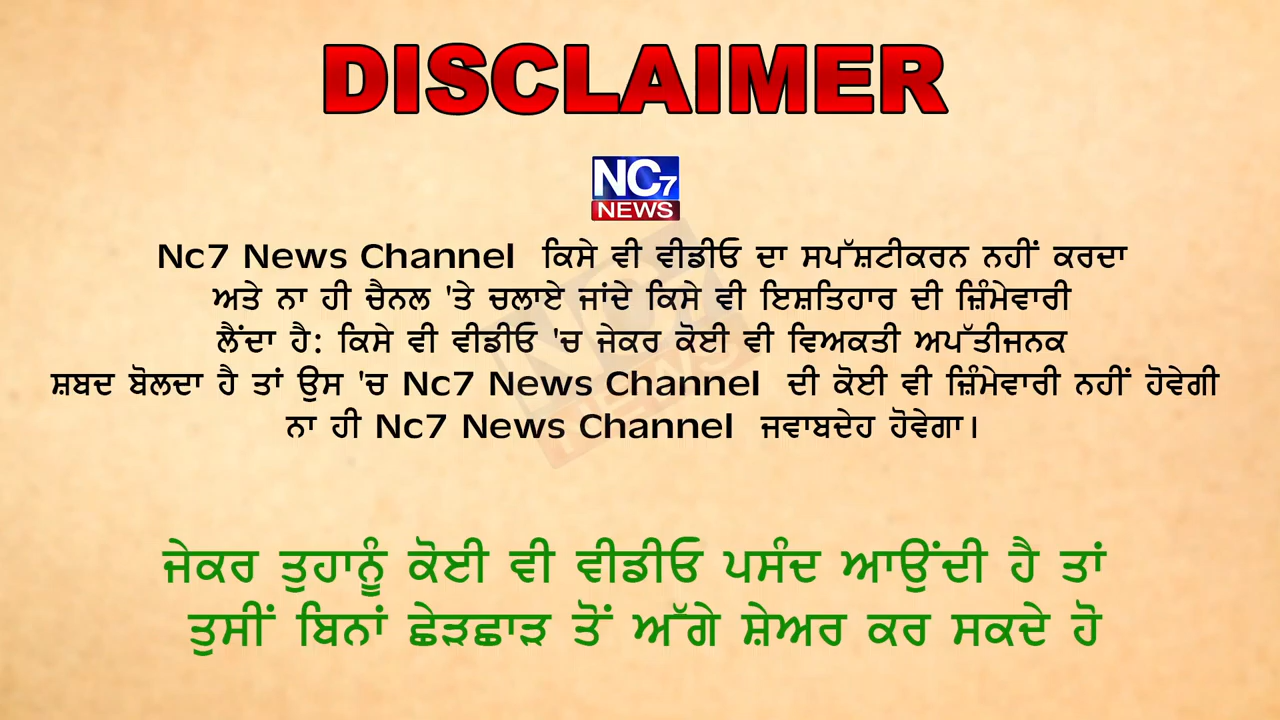 DISCLAIMER
NC7
NEWS
Nc7 News Channel ਕਿਸੇ ਵੀ ਵੀਡੀਓ ਦਾ ਸਪੱਸ਼ਟੀਕਰਨ ਨਹੀਂ ਕਰਦਾ
ਅਤੇ ਨਾ ਹੀ ਚੈਨਲ 'ਤੇ ਚਲਾਏ ਜਾਂਦੇ ਕਿਸੇ ਵੀ ਇਸ਼ਤਿਹਾਰ ਦੀ ਜ਼ਿੰਮੇਵਾਰੀ
ਲੈਂਦਾ ਹੈ: ਕਿਸੇ ਵੀ ਵੀਡੀਓ 'ਚ ਜੇਕਰ ਕੋਈ ਵੀ ਵਿਅਕਤੀ ਅਪੱਤੀਜਨਕ
ਸ਼ਬਦ ਬੋਲਦਾ ਹੈ ਤਾਂ ਉਸ 'ਚ Nc7 News Channel ਦੀ ਕੋਈ ਵੀ ਜ਼ਿੰਮੇਵਾਰੀ ਨਹੀਂ ਹੋਵੇਗੀ
ਨਾ ਹੀ Nc7 News Channel ਜਵਾਬਦੇਹ ਹੋਵੇਗਾ।
ਜੇਕਰ ਤੁਹਾਨੂੰ ਕੋਈ ਵੀ ਵੀਡੀਓ ਪਸੰਦ ਆਉਂਦੀ ਹੈ ਤਾਂ
ਤੁਸੀਂ ਬਿਨਾਂ ਛੇੜਛਾੜ ਤੋਂ ਅੱਗੇ ਸ਼ੇਅਰ ਕਰ ਸਕਦੇ ਹੋ